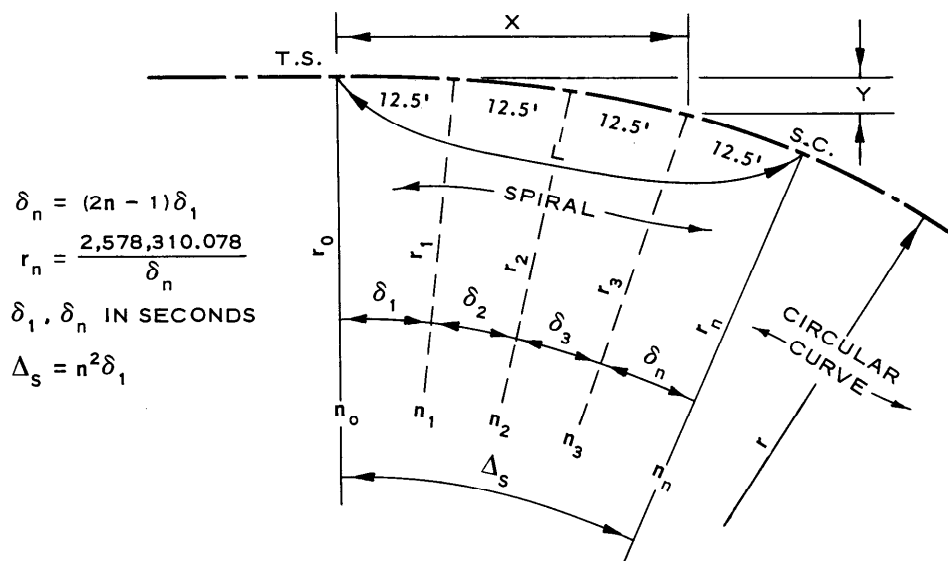 X
T.S.
Y
12.5'
12.5'
12.5'
12.5'
S.C.
L
SPIRAL
δn = (2n − 1)δ1
rn = 2,578,310.078 / δn
δ1, δn IN SECONDS
Δs = n²δ1
r0
r1
r2
r3
rn
δ1
δ2
δ3
δn
CIRCULAR
CURVE
r
no
n1
n2
n3
nn
Δs